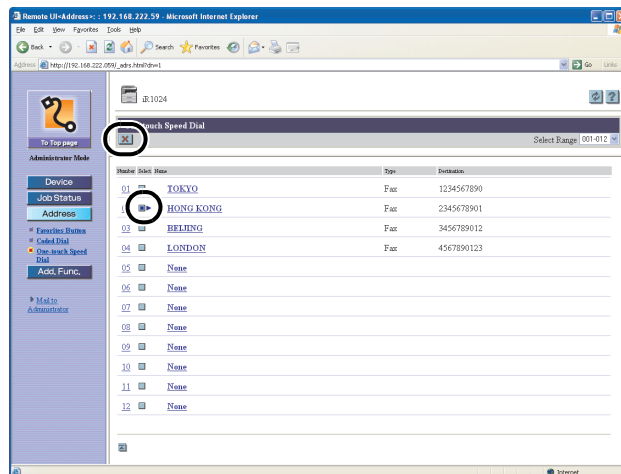 Remote UI<Address>: : 192.168.222.59 - Microsoft Internet Explorer
File Edit View Favorites Tools Help
Back Search Favorites
Address http://192.168.222.059/_adrs.html?dn=1 Go Links
iR1024 ?
touch Speed Dial
To Top page
Select Range 001-012
Administrator Mode
Number Select Name Type Destination
Device
01 TOKYO Fax 1234567890
Job Status
HONG KONG Fax 2345678901
Address
Favorites Button
03 BEIJING Fax 3456789012
Coded Dial
One-touch Speed
Dial
04 LONDON Fax 4567890123
Add. Func.
05 None
06 None
Mail to
Administrator
07 None
08 None
09 None
10 None
11 None
12 None
Internet